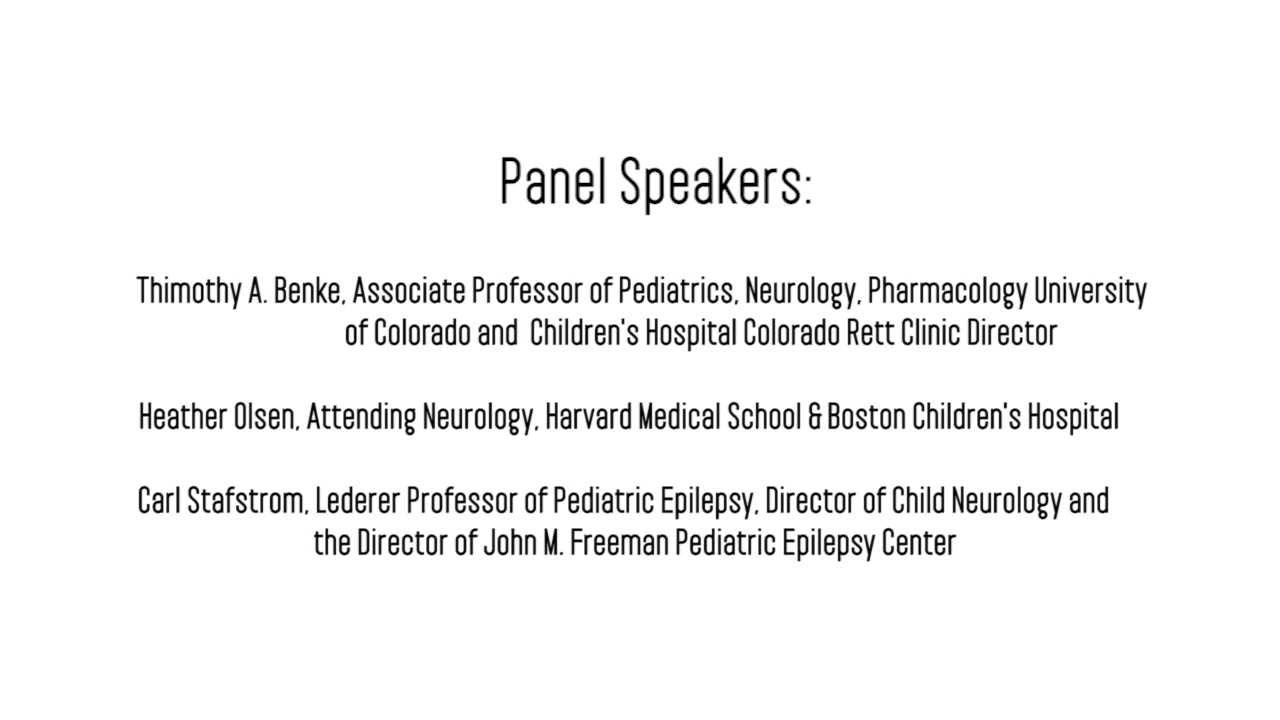 Panel Speakers:
Thimothy A. Benke, Associate Professor of Pediatrics, Neurology, Pharmacology University
of Colorado and Children's Hospital Colorado Rett Clinic Director
Heather Olsen, Attending Neurology, Harvard Medical School & Boston Children's Hospital
Carl Stafstrom, Lederer Professor of Pediatric Epilepsy, Director of Child Neurology and
the Director of John M. Freeman Pediatric Epilepsy Center